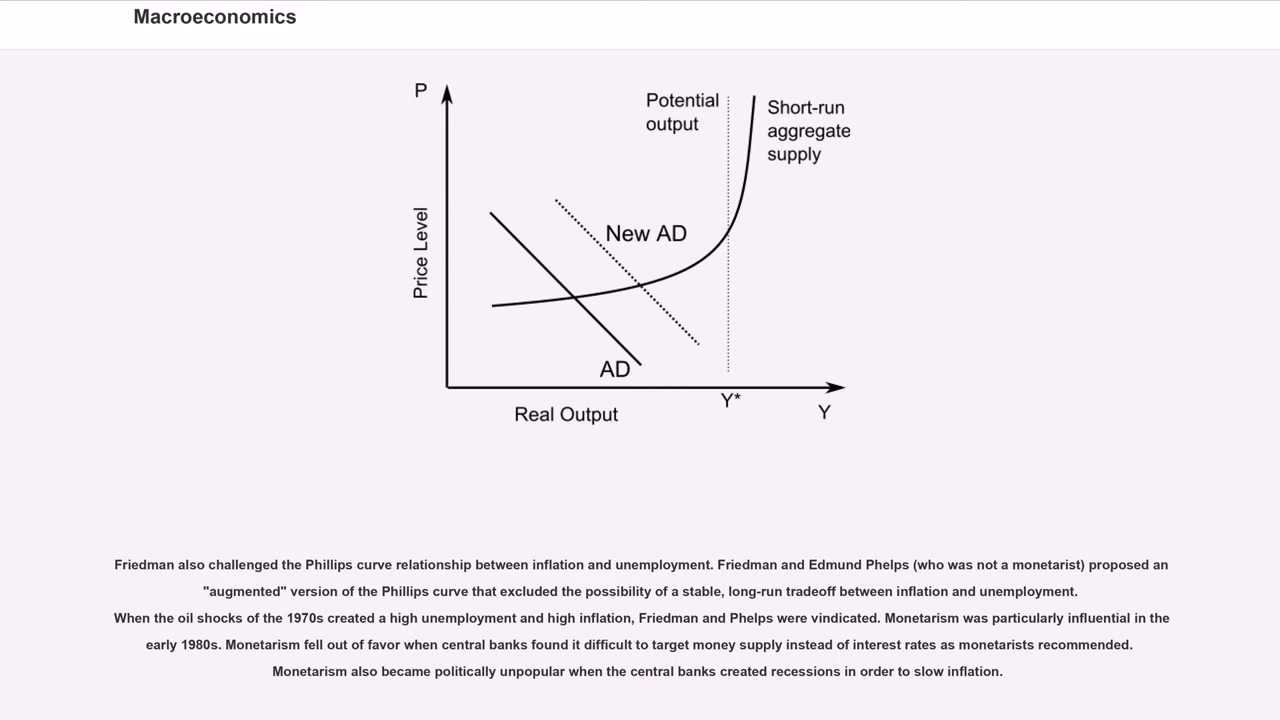 Macroeconomics
P
Potential
output
Short-run
aggregate
supply
Price Level
New AD
AD
Y*
Real Output
Y
Friedman also challenged the Phillips curve relationship between inflation and unemployment. Friedman and Edmund Phelps (who was not a monetarist) proposed an
"augmented" version of the Phillips curve that excluded the possibility of a stable, long-run tradeoff between inflation and unemployment.
When the oil shocks of the 1970s created a high unemployment and high inflation, Friedman and Phelps were vindicated. Monetarism was particularly influential in the
early 1980s. Monetarism fell out of favor when central banks found it difficult to target money supply instead of interest rates as monetarists recommended.
Monetarism also became politically unpopular when the central banks created recessions in order to slow inflation.